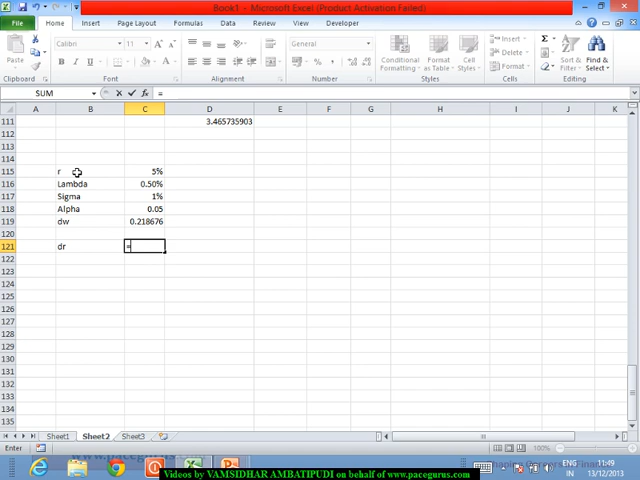 Book1 - Microsoft Excel (Product Activation Failed)
File Home Insert Page Layout Formulas Data Review View Developer
Paste
Calibri 11
General
Conditional Formatting
Format as Table
Cell Styles
Insert
Delete
Format
Sort & Filter
Find & Select
Clipboard Font Alignment Number Styles Cells Editing
SUM fx =
A B C D E F G H I J K
111 3.465735903
112
113
114
115 r 5%
116 Lambda 0.50%
117 Sigma 1%
118 Alpha 0.05
119 dw 0.218676
120
121 dr =
122
123
124
125
126
127
128
129
130
131
132
133
134
135
Sheet1 Sheet2 Sheet3
Enter 100%
ENG 11:49
IN 13/12/2013
Videos by VAMSIDHAR AMBATIPUDI on behalf of www.pacegurus.com